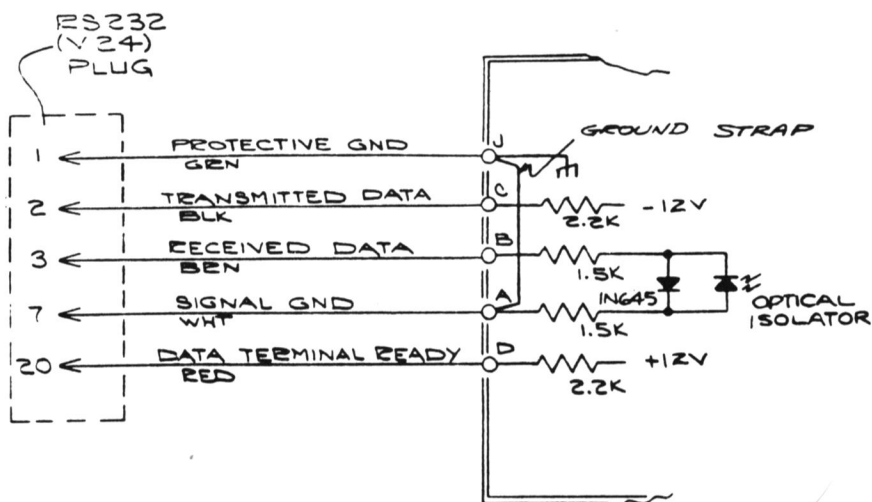 RS232
(V24)
PLUG
GROUND STRAP
1
PROTECTIVE GND
GRN
J
2
TRANSMITTED DATA
BLK
C
2.2K
-12V
3
RECEIVED DATA
BRN
B
1.5K
7
SIGNAL GND
WHT
A
1.5K
1N645
OPTICAL
ISOLATOR
20
DATA TERMINAL READY
RED
D
2.2K
+12V